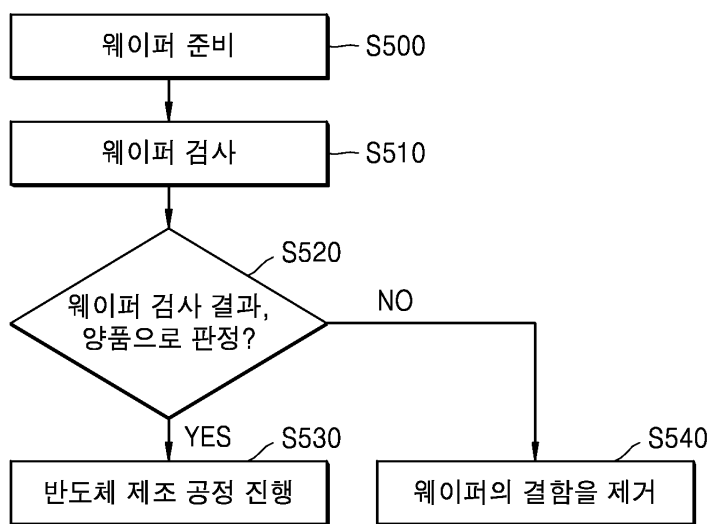 웨이퍼 준비
S500
웨이퍼 검사
S510
S520
웨이퍼 검사 결과,
양품으로 판정?
NO
YES
S530
반도체 제조 공정 진행
S540
웨이퍼의 결함을 제거